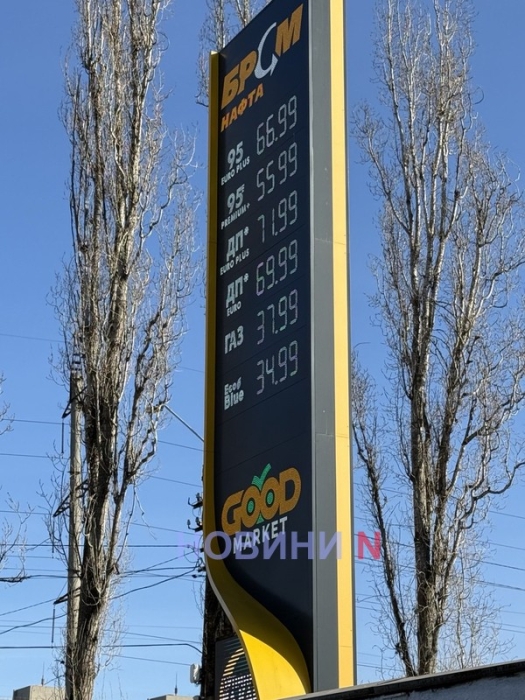 БРСМ
НАФТА
95 66.99
EURO PLUS
95 55.99
PREMIUM+
ДП* 71.99
EURO PLUS
ДП* 69.99
EURO
ГАЗ 37.99
Eco
Blue 34.99
GOOD
MARKET
НОВИНИ N